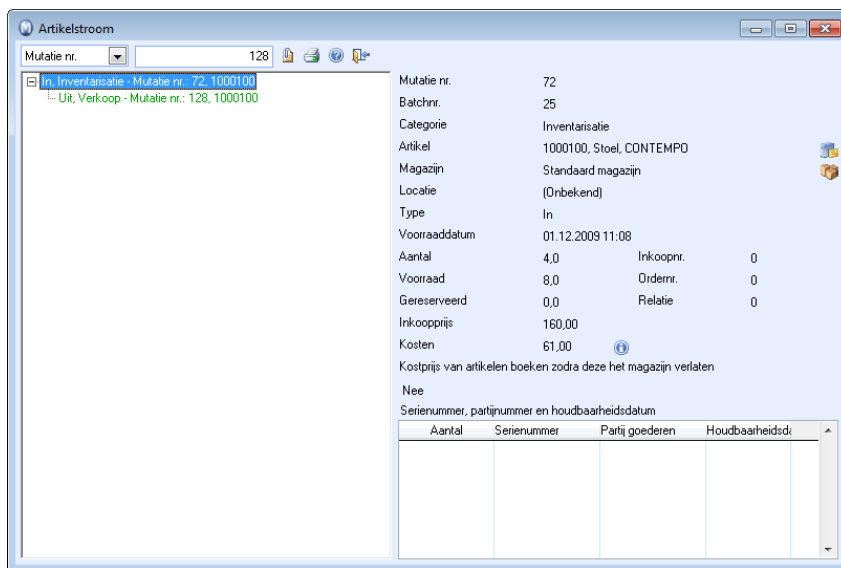 Artikelstroom
Mutatie nr. 128
In, Inventarisatie - Mutatie nr.: 72, 1000100
Uit, Verkoop - Mutatie nr.: 128, 1000100
Mutatie nr. 72
Batchnr. 25
Categorie Inventarisatie
Artikel 1000100, Stoel, CONTEMPO
Magazijn Standaard magazijn
Locatie (Onbekend)
Type In
Voorraaddatum 01.12.2009 11:08
Aantal 4,0 Inkoopnr. 0
Voorraad 8,0 Ordernr. 0
Gereserveerd 0,0 Relatie 0
Inkoopprijs 160,00
Kosten 61,00
Kostprijs van artikelen boeken zodra deze het magazijn verlaten
Nee
Serienummer, partijnummer en houdbaarheidsdatum
Aantal Serienummer Partij goederen Houdbaarheidsda